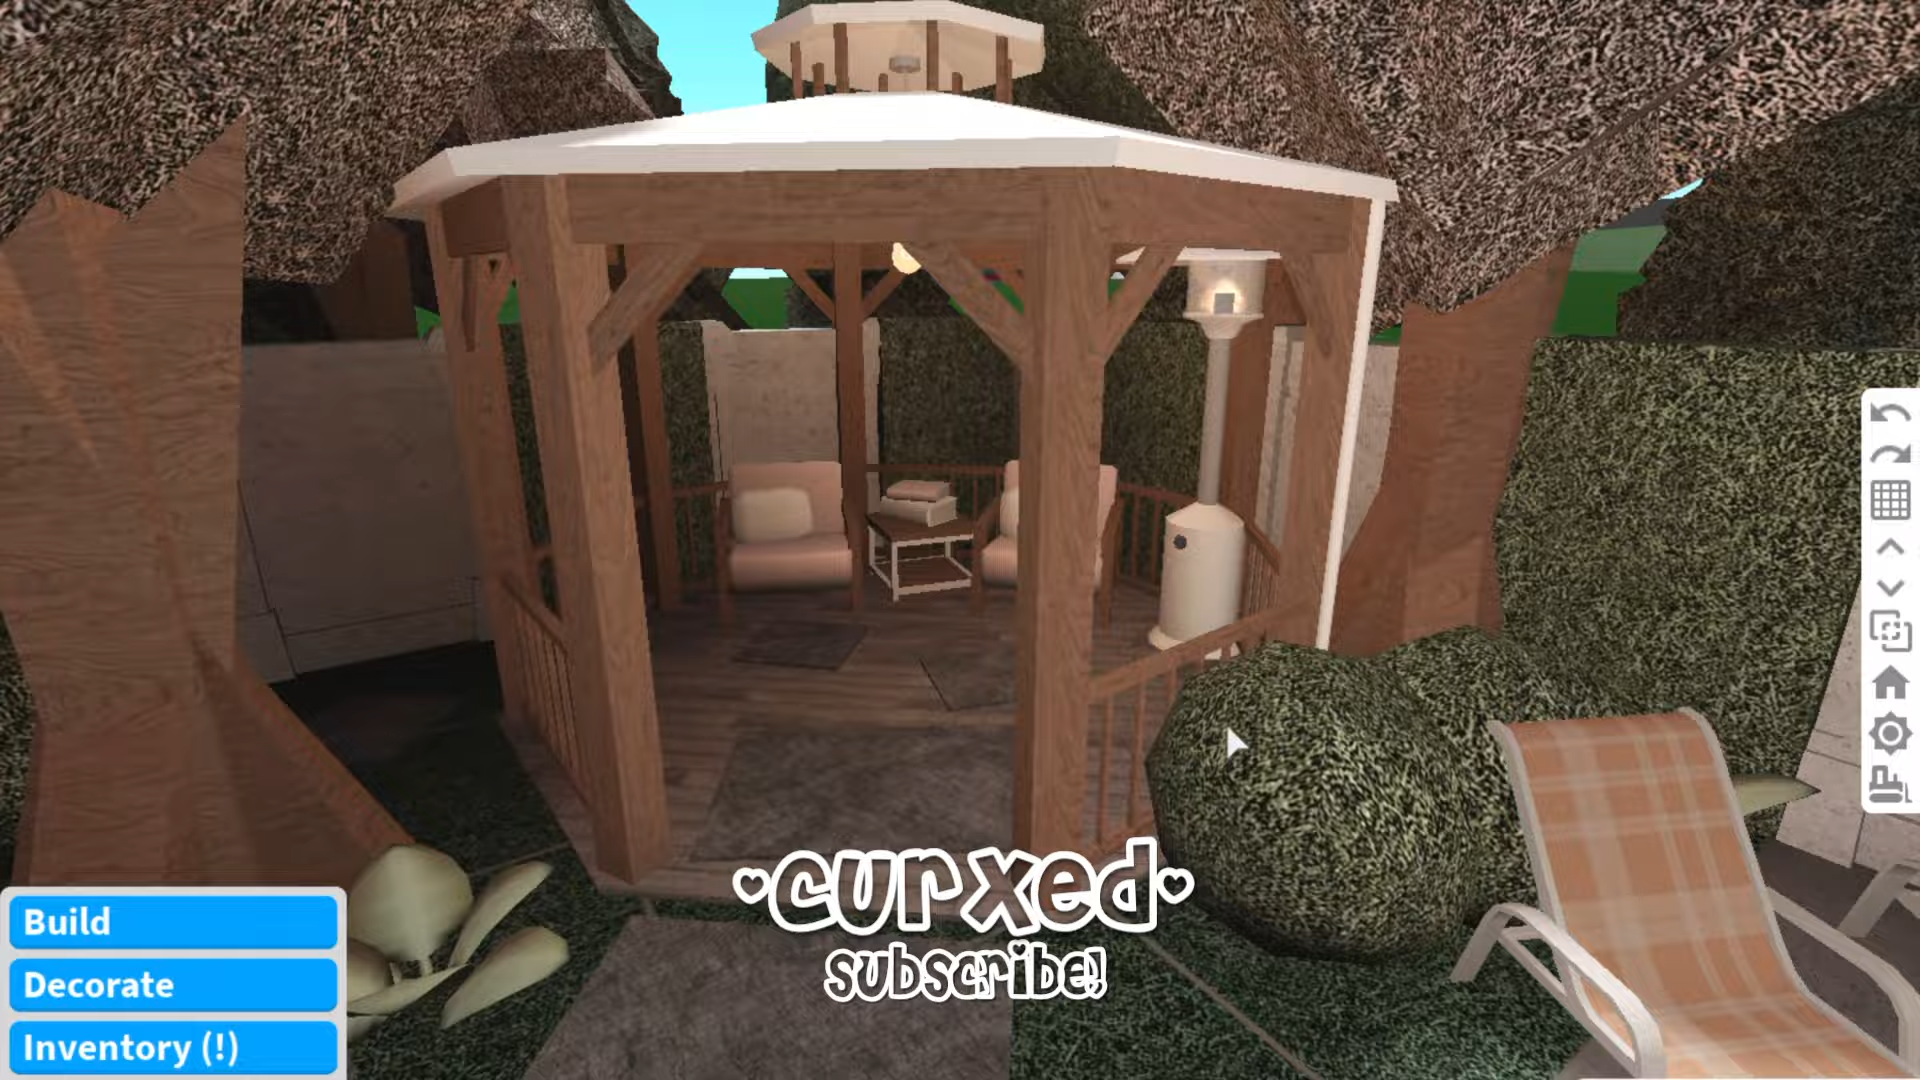 •curxed•
subscribe!
Build
Decorate
Inventory (!)